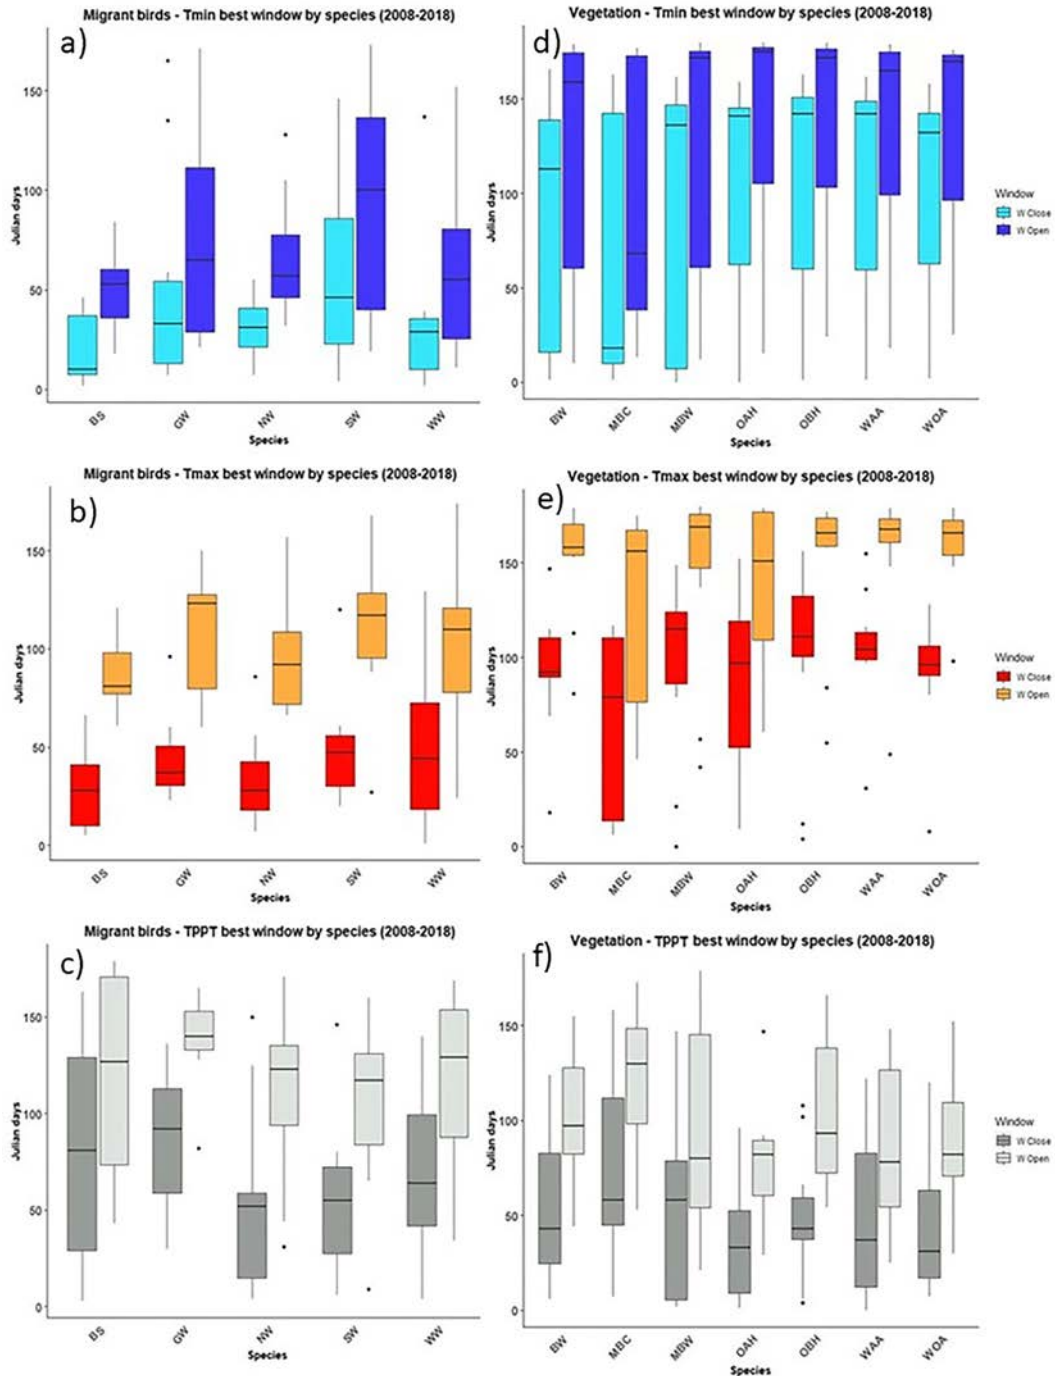 Migrant birds - Tmin best window by species (2008-2018)
a)
Julian days
150
100
50
0
BS
GW
NW
SW
WW
Species
Vegetation - Tmin best window by species (2008-2018)
d)
Julian days
150
100
50
0
BW
MBC
MBW
OAH
OBH
WAA
WOA
Species
Window
W Close
W Open
Migrant birds - Tmax best window by species (2008-2018)
b)
Julian days
150
100
50
0
BS
GW
NW
SW
WW
Species
Vegetation - Tmax best window by species (2008-2018)
e)
Julian days
150
100
50
0
BW
MBC
MBW
OAH
OBH
WAA
WOA
Species
Window
W Close
W Open
Migrant birds - TPPT best window by species (2008-2018)
c)
Julian days
150
100
50
0
BS
GW
NW
SW
WW
Species
Vegetation - TPPT best window by species (2008-2018)
f)
Julian days
150
100
50
0
BW
MBC
MBW
OAH
OBH
WAA
WOA
Species
Window
W Close
W Open